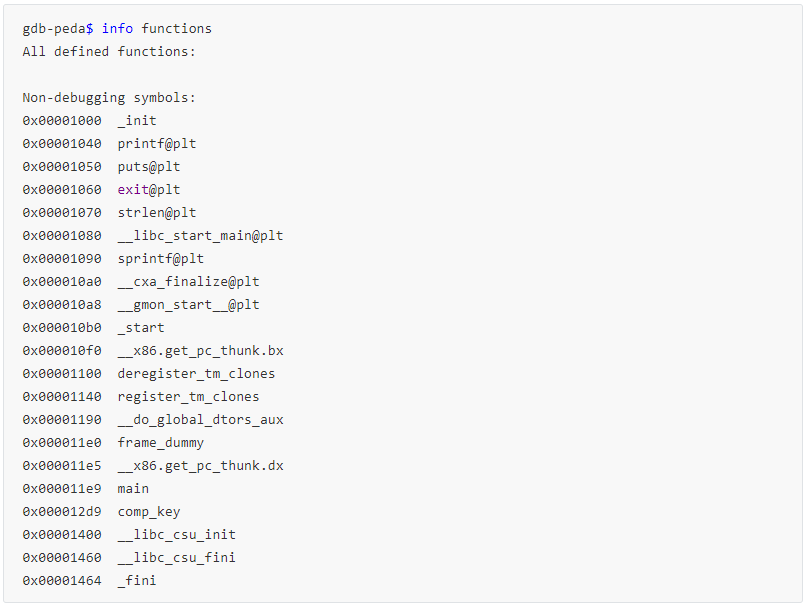 gdb-peda$ info functions
All defined functions:
Non-debugging symbols:
0x00001000  _init
0x00001040  printf@plt
0x00001050  puts@plt
0x00001060  exit@plt
0x00001070  strlen@plt
0x00001080  __libc_start_main@plt
0x00001090  sprintf@plt
0x000010a0  __cxa_finalize@plt
0x000010a8  __gmon_start__@plt
0x000010b0  _start
0x000010f0  __x86.get_pc_thunk.bx
0x00001100  deregister_tm_clones
0x00001140  register_tm_clones
0x00001190  __do_global_dtors_aux
0x000011e0  frame_dummy
0x000011e5  __x86.get_pc_thunk.dx
0x000011e9  main
0x000012d9  comp_key
0x00001400  __libc_csu_init
0x00001460  __libc_csu_fini
0x00001464  _fini